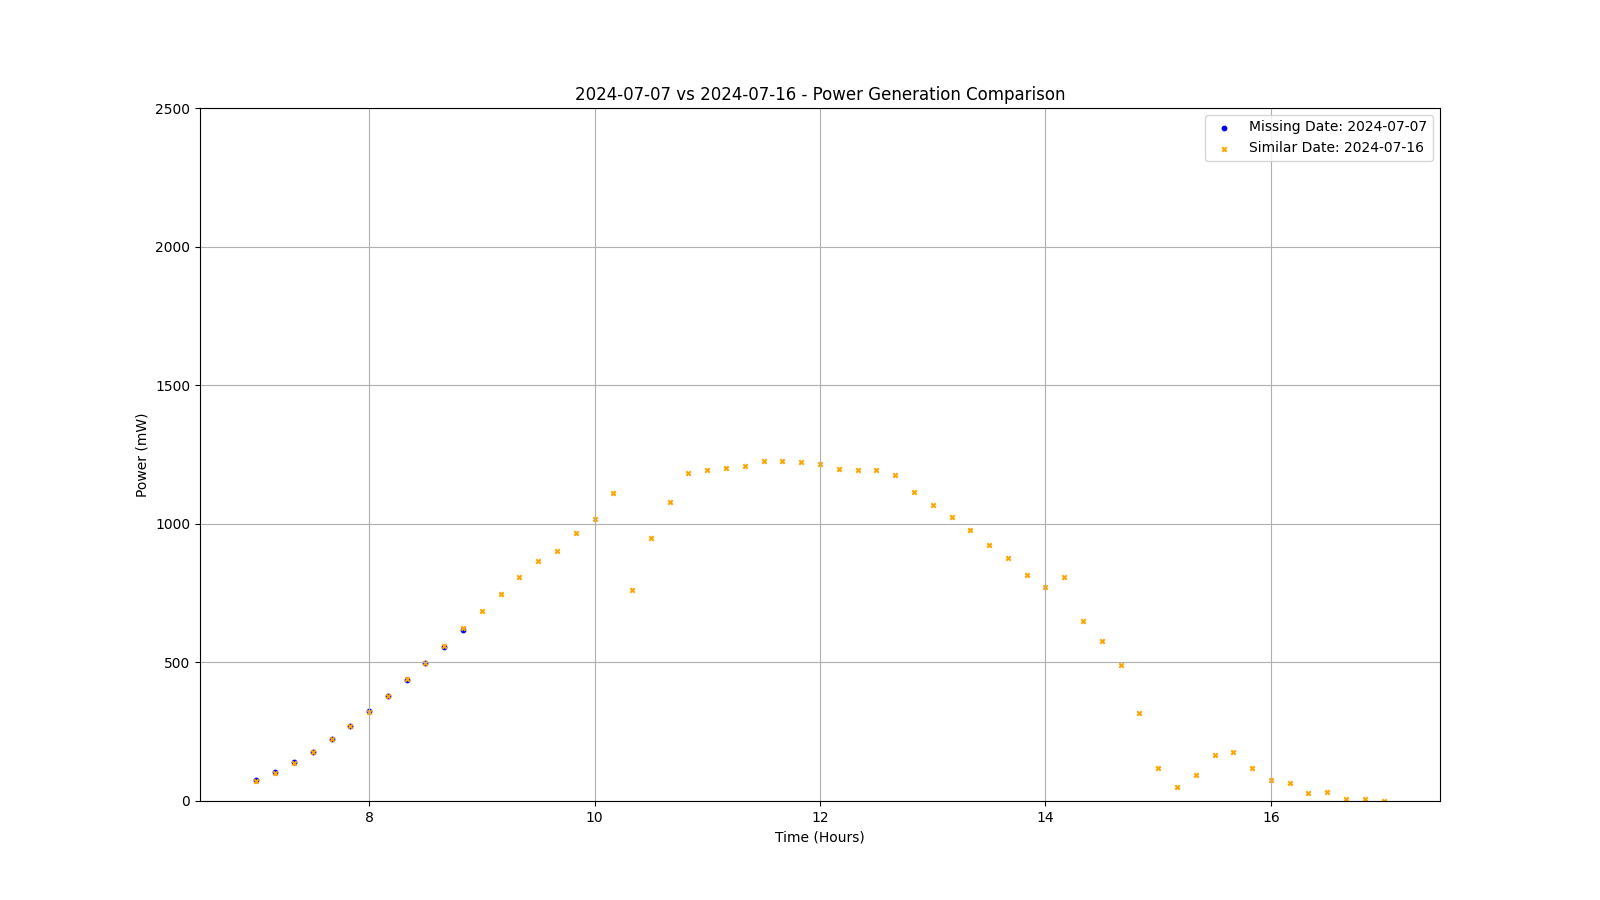 2024-07-07 vs 2024-07-16 - Power Generation Comparison
Missing Date: 2024-07-07
Similar Date: 2024-07-16
Power (mW)
2500
2000
1500
1000
500
0
8
10
12
14
16
Time (Hours)